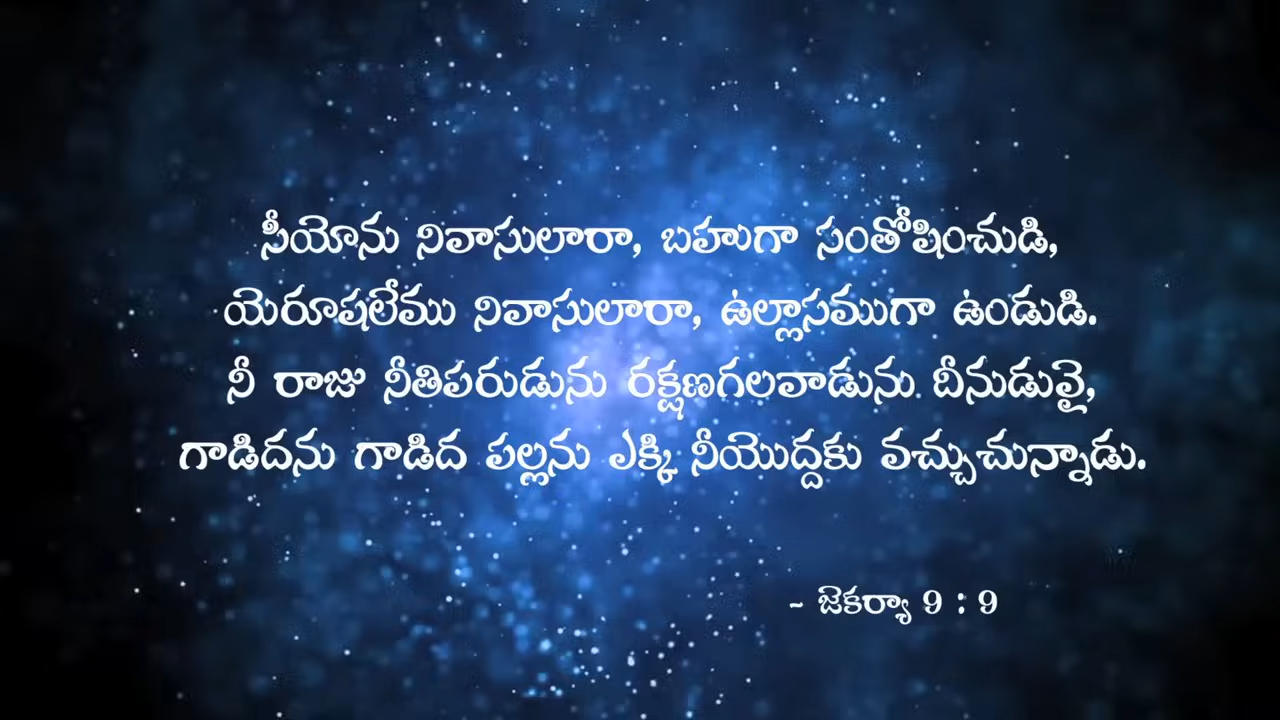 సీయోను నివాసులారా, బహుగా సంతోషించుడి,
యెరూషలేము నివాసులారా, ఉల్లాసముగా ఉండుడి.
నీ రాజు నీతిపరుడును రక్షణగలవాడును దీనుడువై,
గాడిదను గాడిద పల్లను ఎక్కి నీయొద్దకు వచ్చుచున్నాడు.
~ జెకర్యా 9 : 9